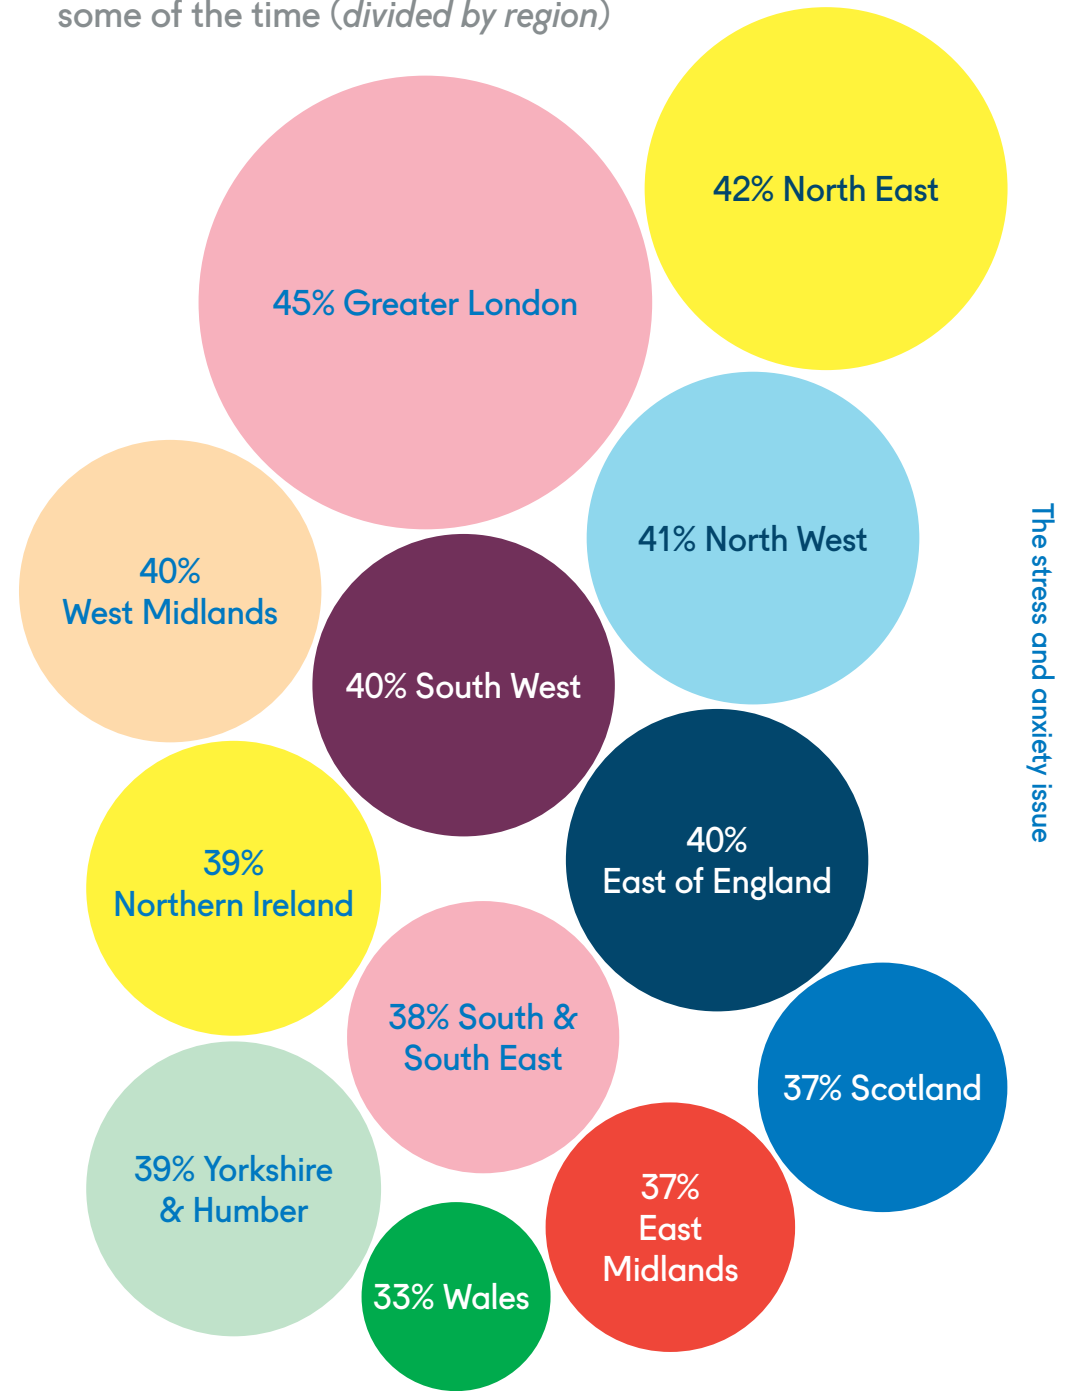 some of the time (divided by region)
42% North East
45% Greater London
41% North West
40%
West Midlands
40% South West
40%
East of England
39%
Northern Ireland
38% South &
South East
37% Scotland
39% Yorkshire
& Humber
37%
East
Midlands
33% Wales
The stress and anxiety issue